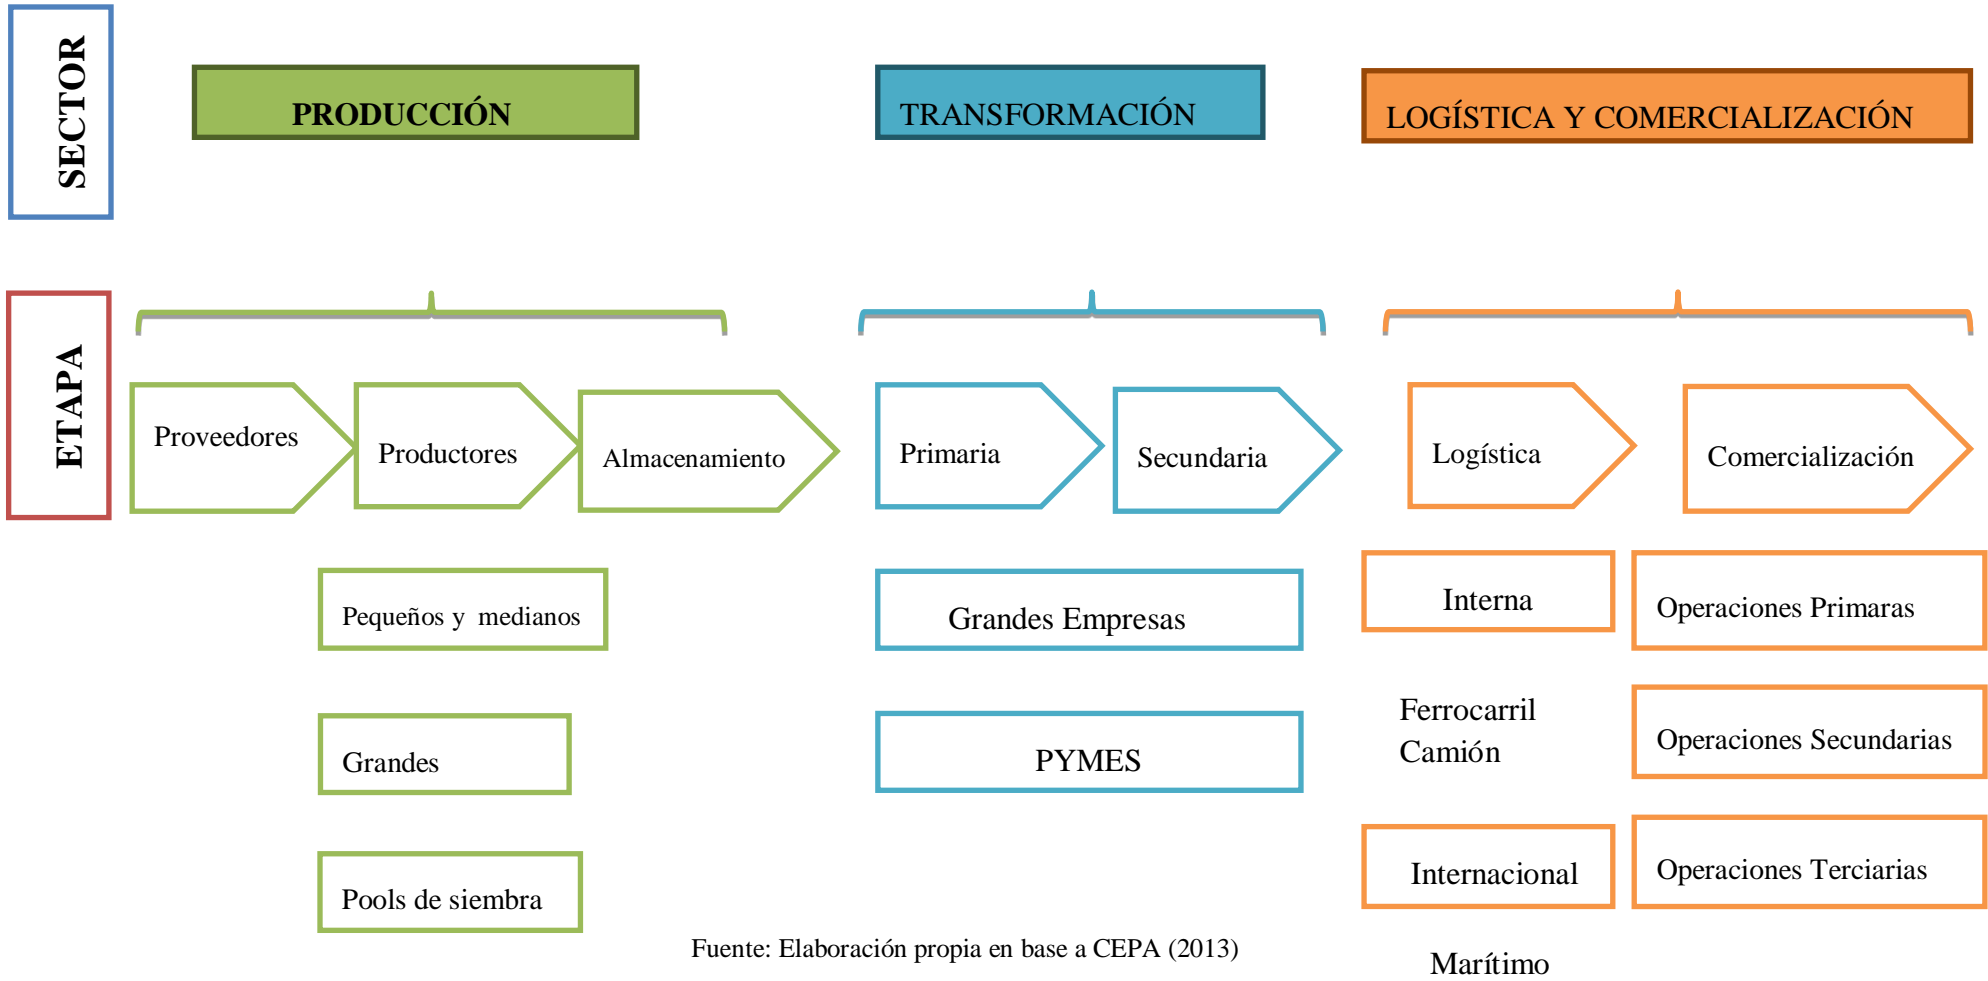 SECTOR
PRODUCCIÓN
TRANSFORMACIÓN
LOGÍSTICA Y COMERCIALIZACIÓN
ETAPA
Proveedores
Productores
Almacenamiento
Primaria
Secundaria
Logística
Comercialización
Pequeños y medianos
Grandes
Pools de siembra
Grandes Empresas
PYMES
Interna
Ferrocarril
Camión
Internacional
Marítimo
Operaciones Primaras
Operaciones Secundarias
Operaciones Terciarias
Fuente: Elaboración propia en base a CEPA (2013)